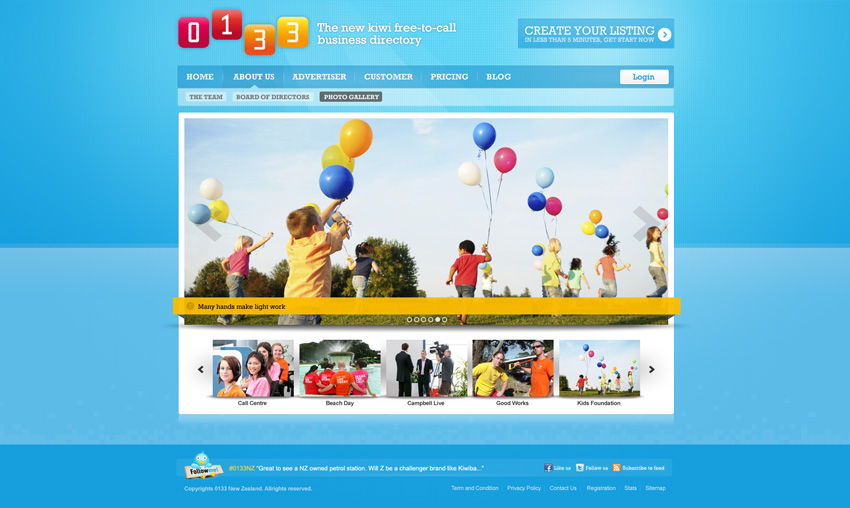 0133
The new kiwi free-to-call
business directory
CREATE YOUR LISTING
IN LESS THAN 5 MINUTES, GET START NOW
HOME ABOUT US ADVERTISER CUSTOMER PRICING BLOG Login
THE TEAM BOARD OF DIRECTORS PHOTO GALLERY
Many hands make light work
Call Centre Beach Day Campbell Live Good Works Kids Foundation
Follow me!
#0133NZ "Great to see a NZ owned petrol station. Will Z be a challenger brand like Kiwiba..."
Like us Follow us Subscribe to feed
Copyrights 0133 New Zealand. Allrights reserved.
Term and Condition Privacy Policy Contact Us Registration Stats Sitemap